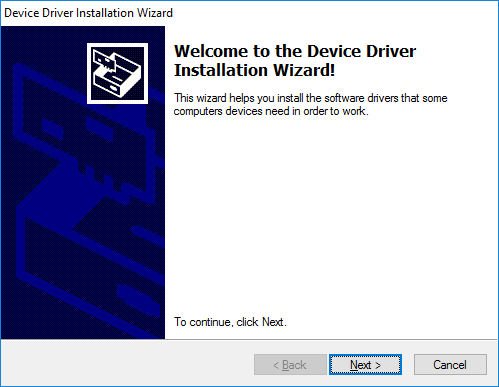 Device Driver Installation Wizard
Welcome to the Device Driver
Installation Wizard!
This wizard helps you install the software drivers that some
computers devices need in order to work.
To continue, click Next.
< Back
Next >
Cancel